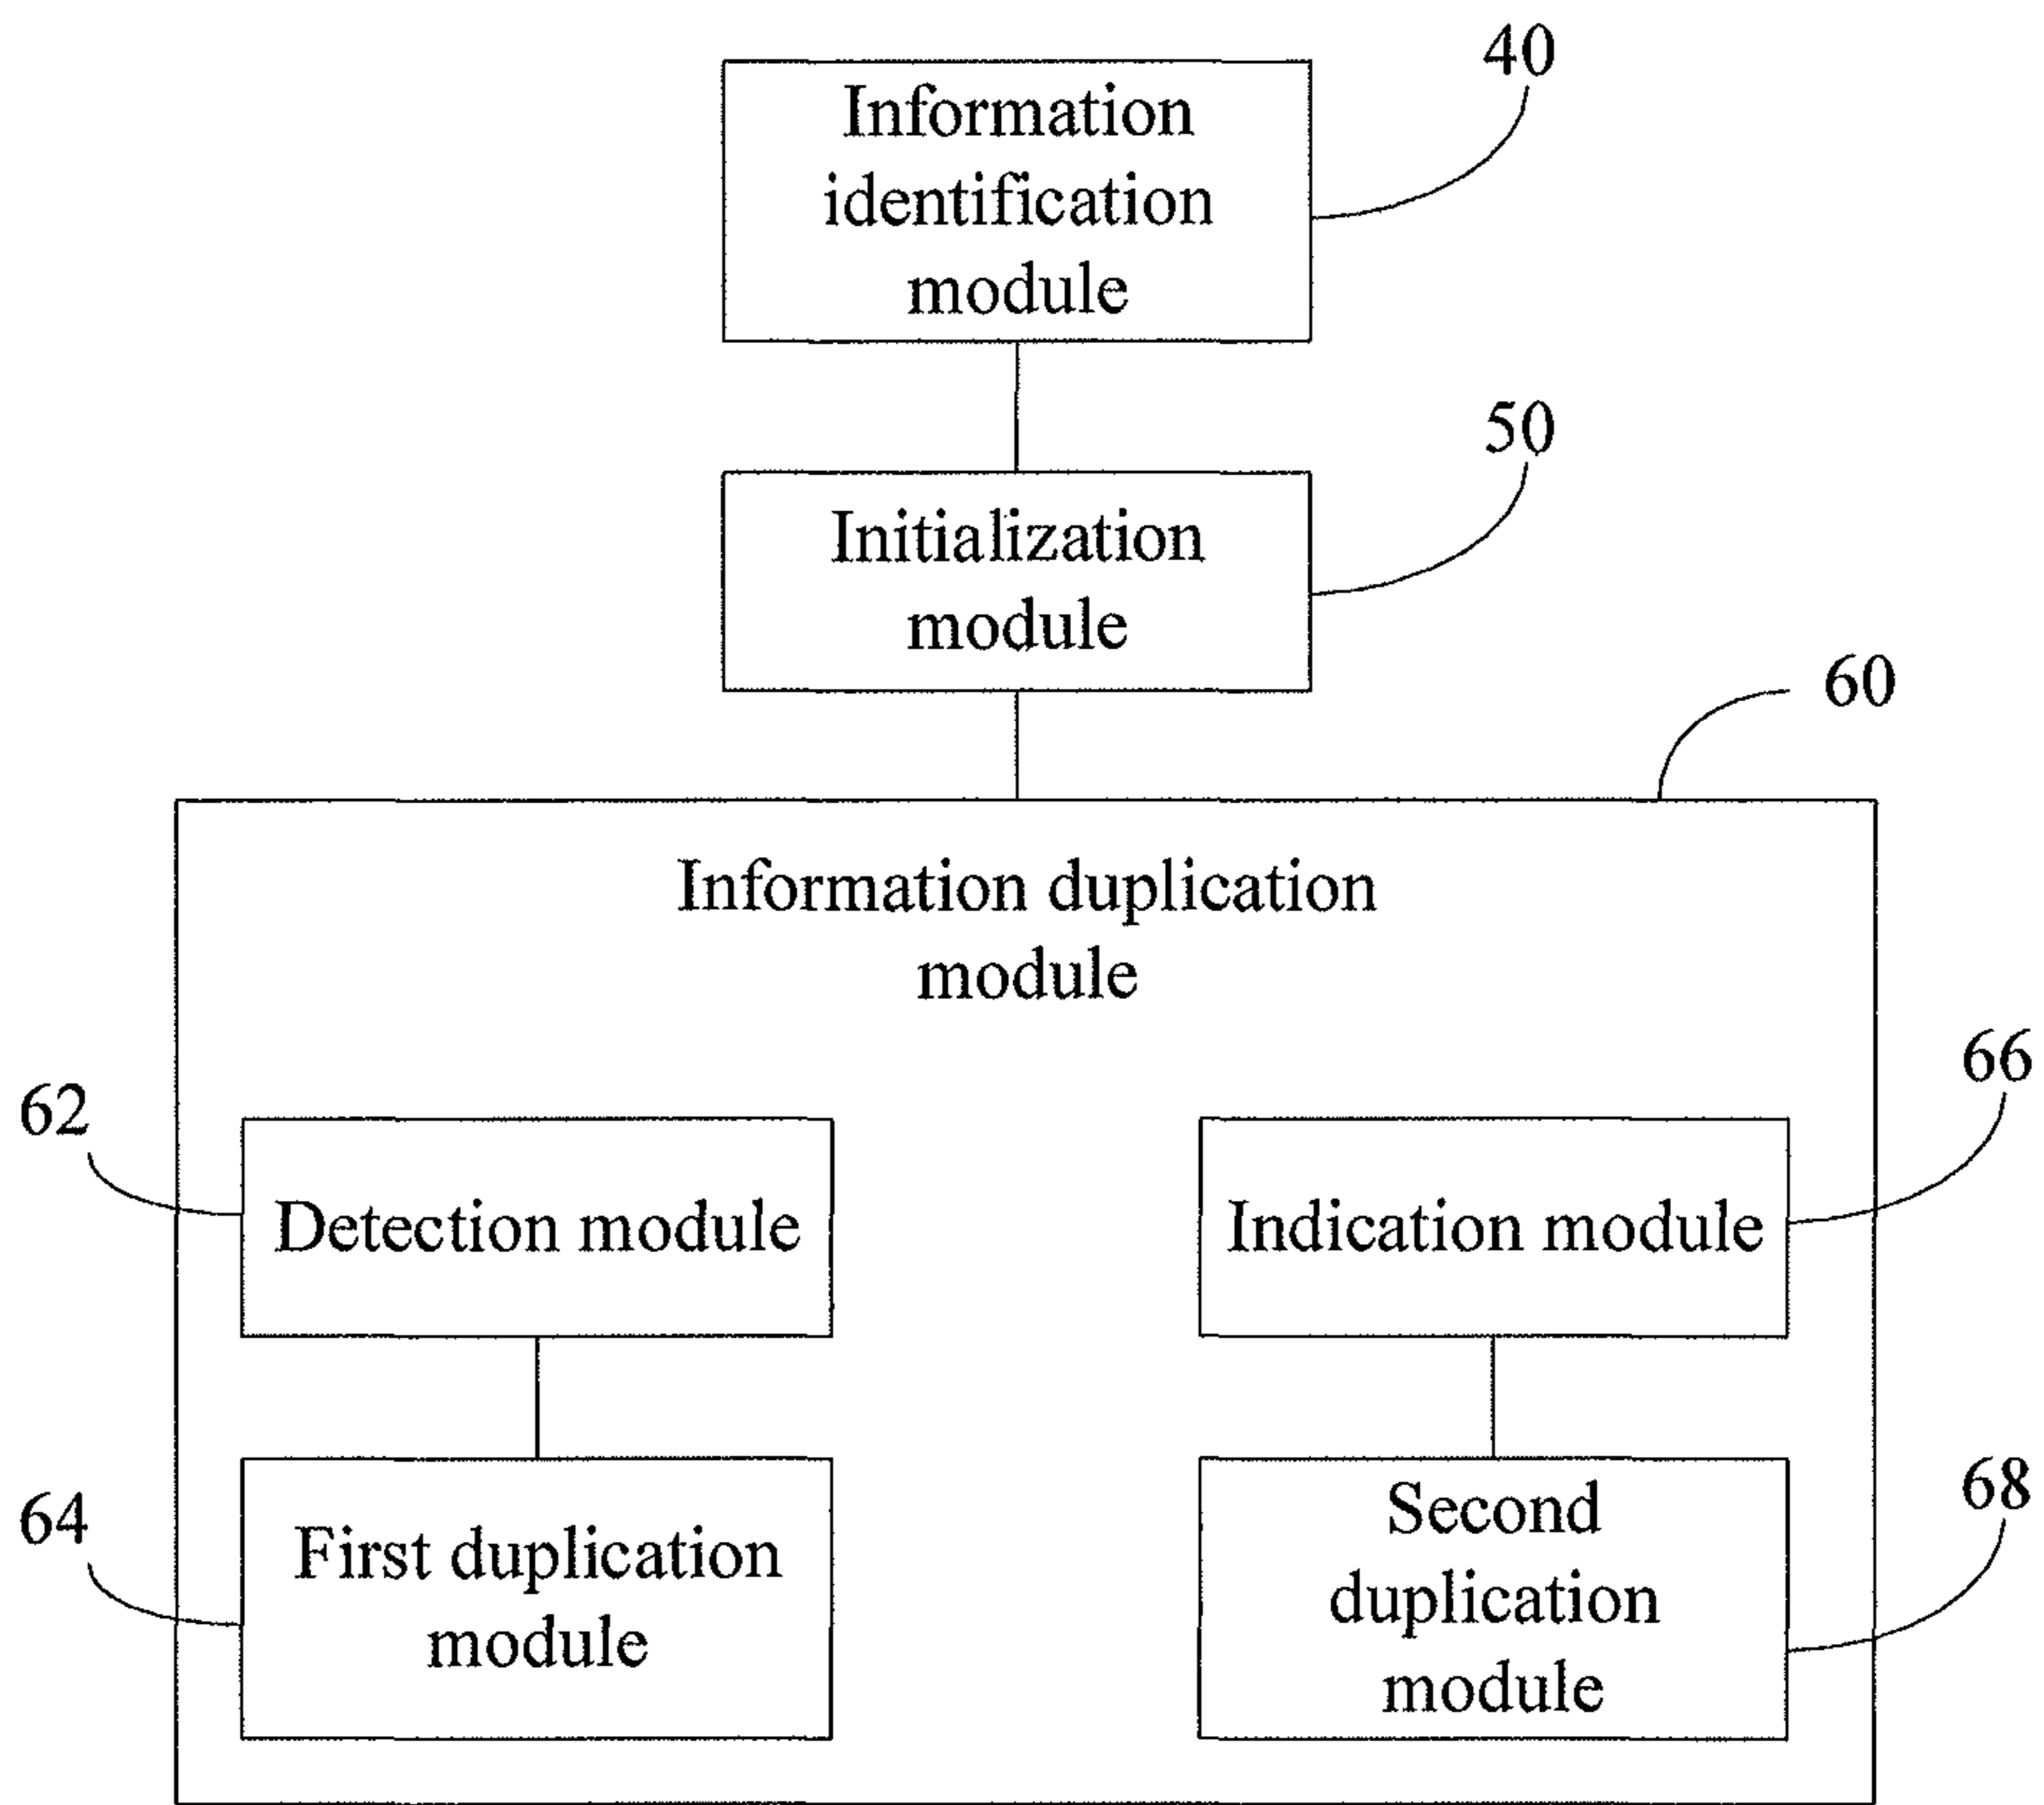 40
Information
identification
module
50
Initialization
module
60
Information duplication
module
62
Detection module
66
Indication module
64
First duplication
module
68
Second
duplication
module